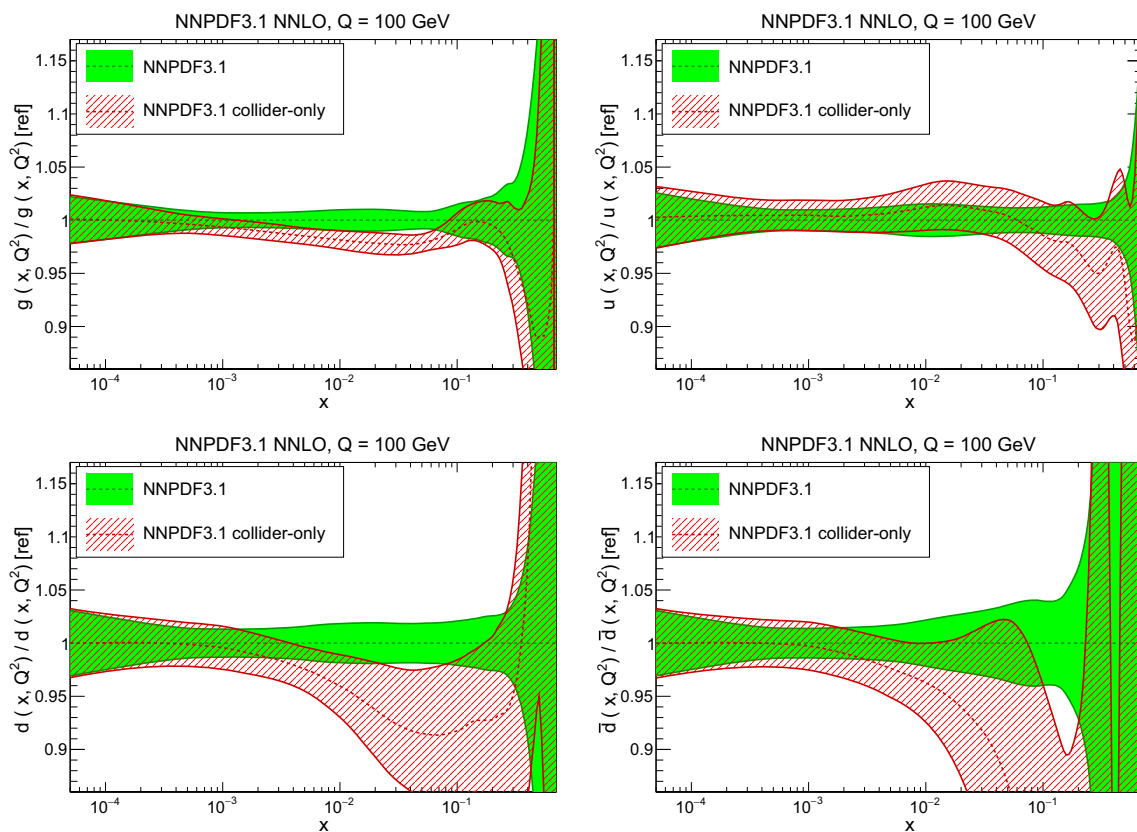 NNPDF3.1 NNLO, Q = 100 GeV
NNPDF3.1
NNPDF3.1 collider-only
g ( x, Q²) / g ( x, Q²) [ref]
1.15
1.1
1.05
1
0.95
0.9
10⁻⁴ 10⁻³ 10⁻² 10⁻¹
x
NNPDF3.1 NNLO, Q = 100 GeV
NNPDF3.1
NNPDF3.1 collider-only
u ( x, Q²) / u ( x, Q²) [ref]
1.15
1.1
1.05
1
0.95
0.9
10⁻⁴ 10⁻³ 10⁻² 10⁻¹
x
NNPDF3.1 NNLO, Q = 100 GeV
NNPDF3.1
NNPDF3.1 collider-only
d ( x, Q²) / d ( x, Q²) [ref]
1.15
1.1
1.05
1
0.95
0.9
10⁻⁴ 10⁻³ 10⁻² 10⁻¹
x
NNPDF3.1 NNLO, Q = 100 GeV
NNPDF3.1
NNPDF3.1 collider-only
d̅ ( x, Q²) / d̅ ( x, Q²) [ref]
1.15
1.1
1.05
1
0.95
0.9
10⁻⁴ 10⁻³ 10⁻² 10⁻¹
x